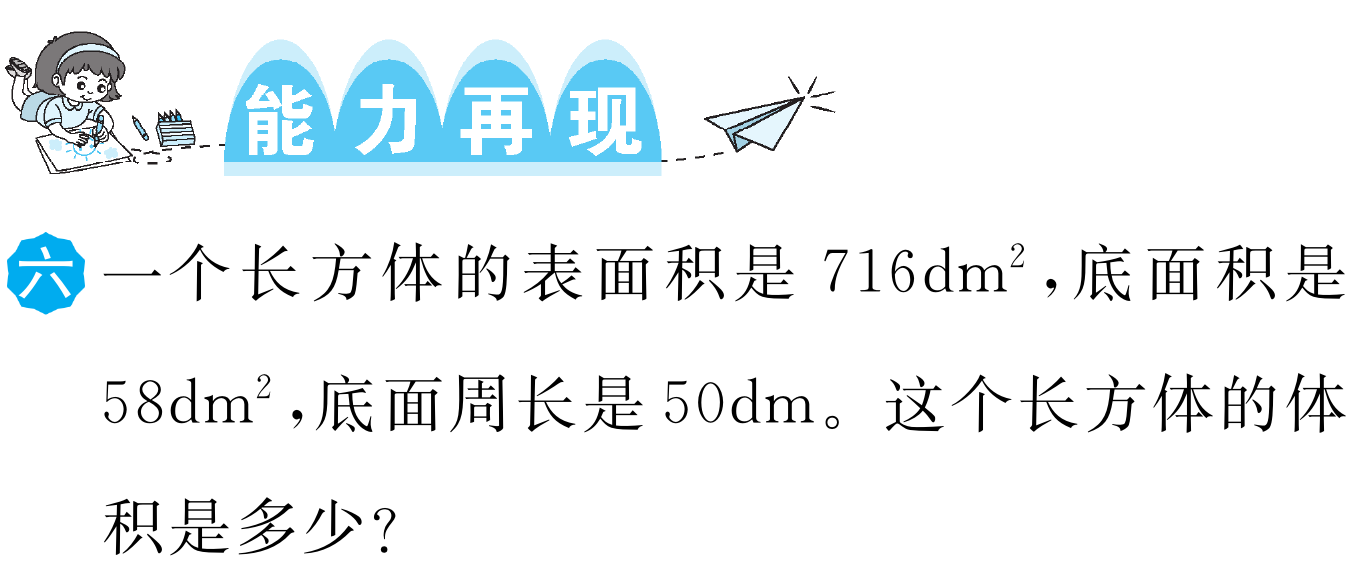 能力再现
六 一个长方体的表面积是 716dm²,底面积是
58dm²,底面周长是 50dm。这个长方体的体
积是多少?